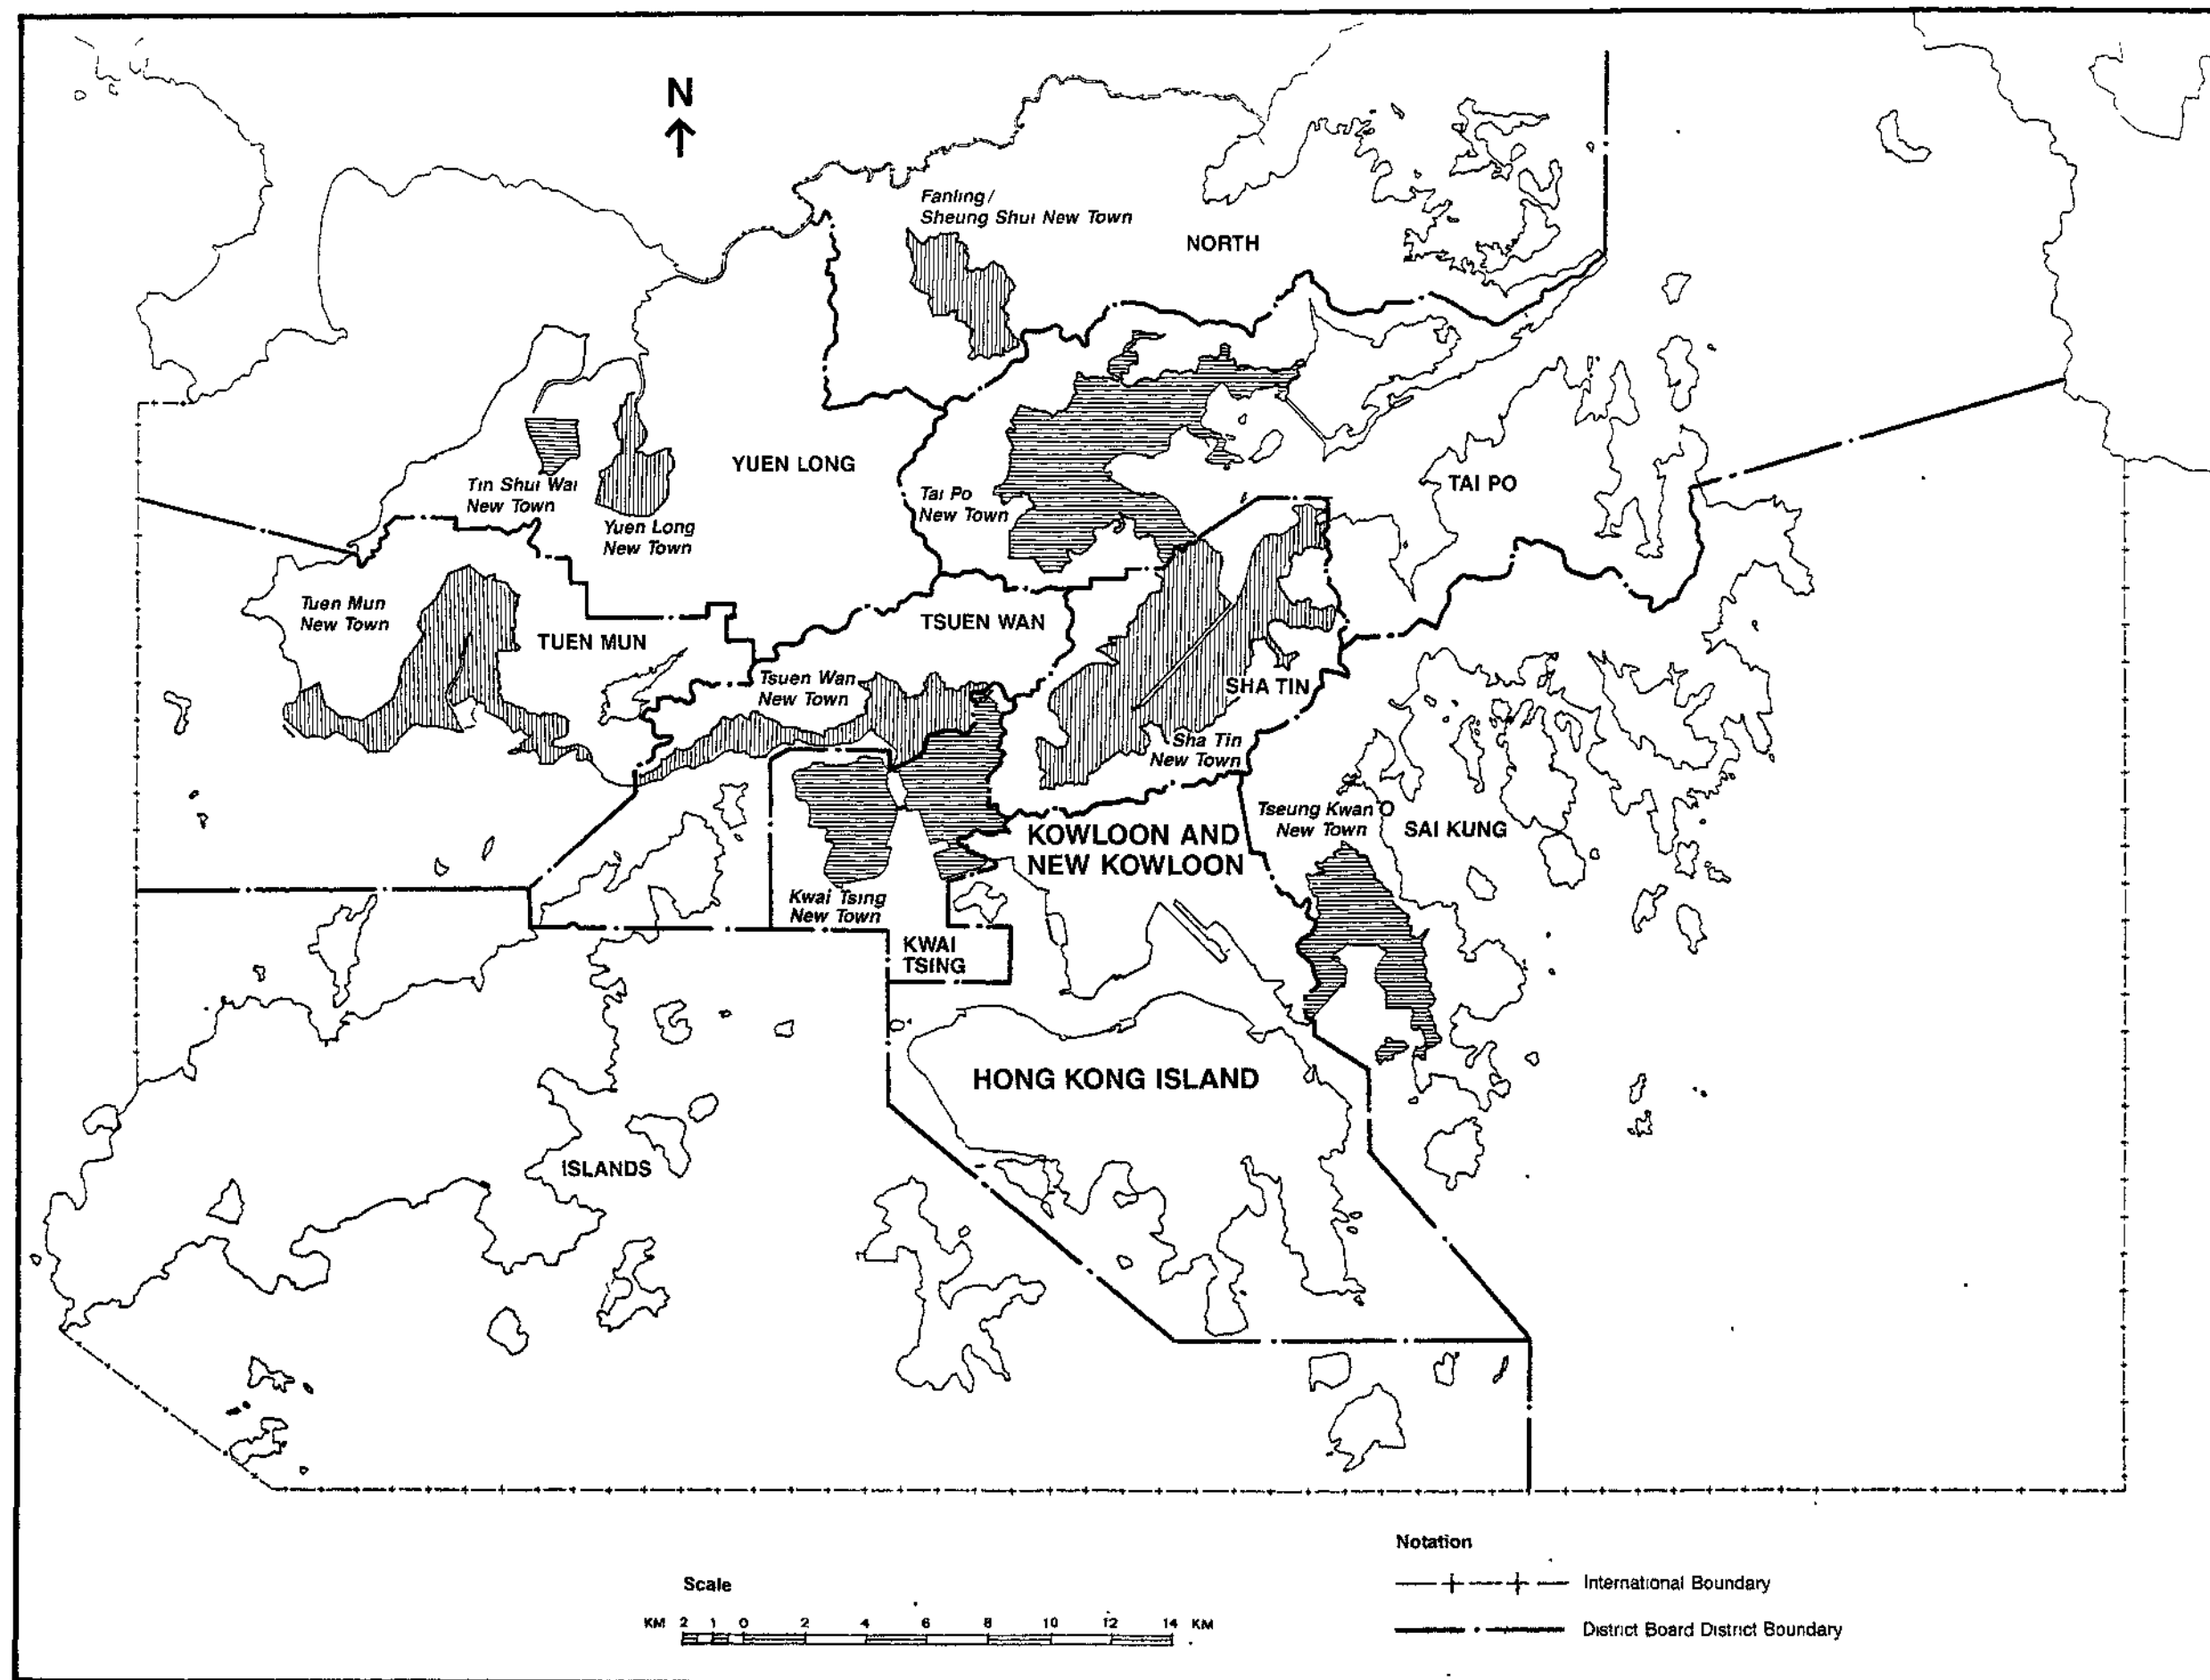 N
Fanling/
Sheung Shui New Town
NORTH
YUEN LONG
Tin Shui Wai
New Town
Yuen Long
New Town
Tai Po
New Town
TAI PO
Tuen Mun
New Town
TUEN MUN
TSUEN WAN
Tsuen Wan
New Town
SHA TIN
Sha Tin
New Town
Tseung Kwan O
New Town
SAI KUNG
KOWLOON AND
NEW KOWLOON
Kwai Tsing
New Town
KWAI
TSING
HONG KONG ISLAND
ISLANDS
Notation
International Boundary
District Board District Boundary
Scale
KM 2 1 0 2 4 6 8 10 12 14 KM